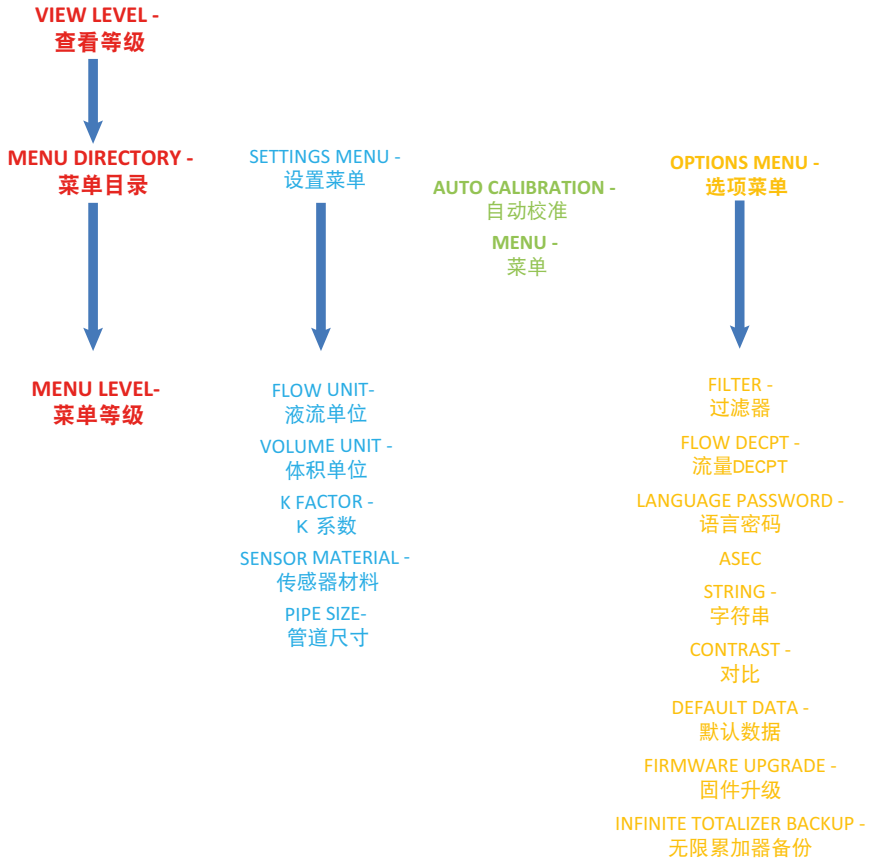 VIEW LEVEL -
查看等级
MENU DIRECTORY -
菜单目录
MENU LEVEL-
菜单等级
SETTINGS MENU -
设置菜单
FLOW UNIT-
液流单位
VOLUME UNIT -
体积单位
K FACTOR -
K 系数
SENSOR MATERIAL -
传感器材料
PIPE SIZE-
管道尺寸
AUTO CALIBRATION -
自动校准
MENU -
菜单
OPTIONS MENU -
选项菜单
FILTER -
过滤器
FLOW DECPT -
流量DECPT
LANGUAGE PASSWORD -
语言密码
ASEC
STRING -
字符串
CONTRAST -
对比
DEFAULT DATA -
默认数据
FIRMWARE UPGRADE -
固件升级
INFINITE TOTALIZER BACKUP -
无限累加器备份